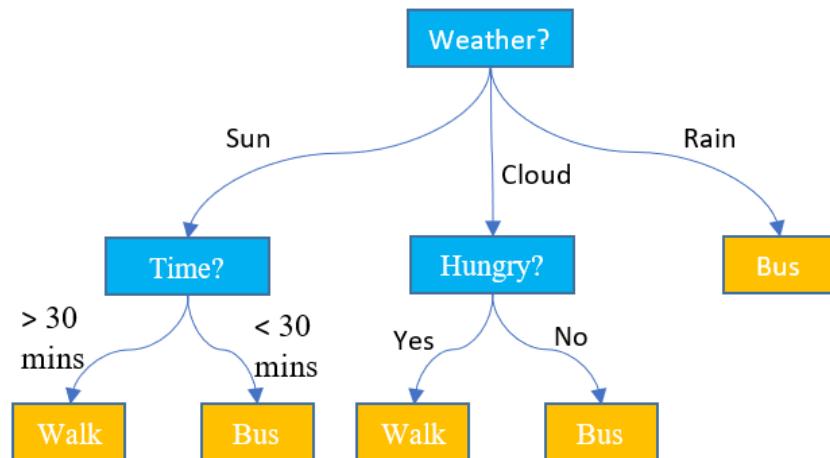 Weather?
Sun
Cloud
Rain
Time?
Hungry?
Bus
> 30
mins
< 30
mins
Yes
No
Walk
Bus
Walk
Bus